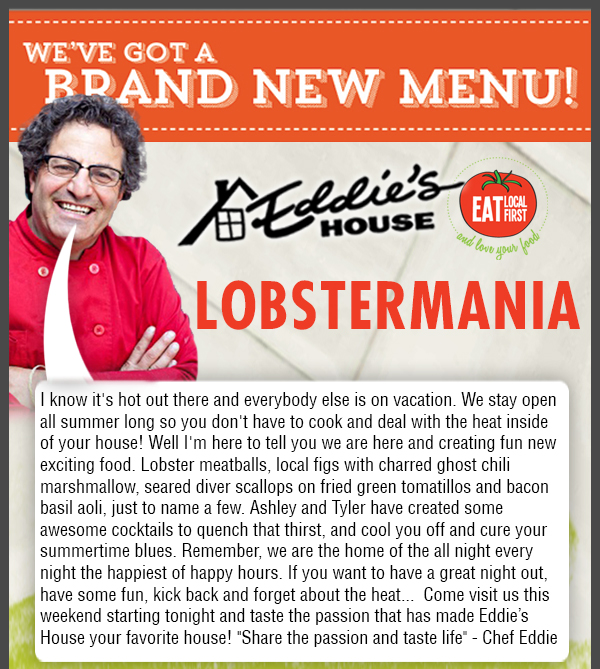 WE'VE GOT A
BRAND NEW MENU!
Eddie's
HOUSE
EAT LOCAL FIRST
and love your food
LOBSTERMANIA
I know it's hot out there and everybody else is on vacation. We stay open
all summer long so you don't have to cook and deal with the heat inside
of your house! Well I'm here to tell you we are here and creating fun new
exciting food. Lobster meatballs, local figs with charred ghost chili
marshmallow, seared diver scallops on fried green tomatillos and bacon
basil aoli, just to name a few. Ashley and Tyler have created some
awesome cocktails to quench that thirst, and cool you off and cure your
summertime blues. Remember, we are the home of the all night every
night the happiest of happy hours. If you want to have a great night out,
have some fun, kick back and forget about the heat...  Come visit us this
weekend starting tonight and taste the passion that has made Eddie's
House your favorite house! "Share the passion and taste life" - Chef Eddie